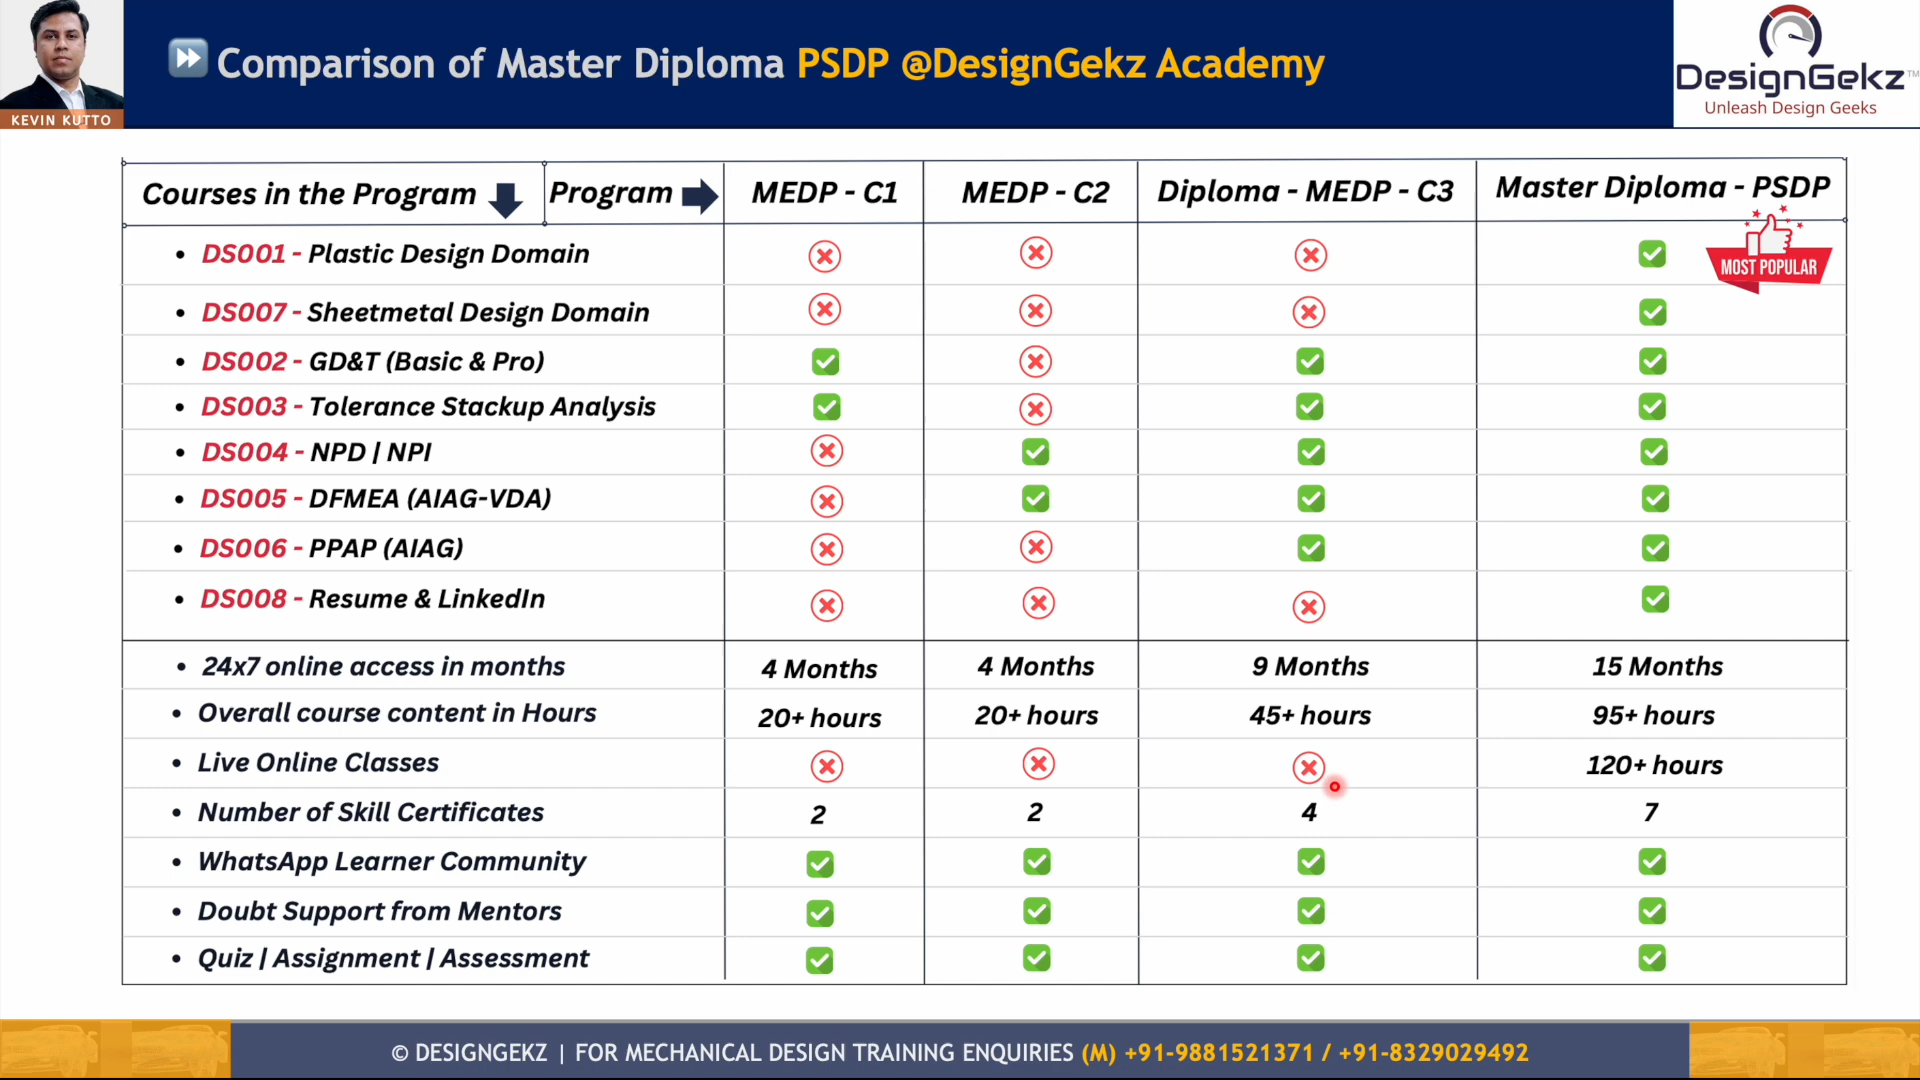 KEVIN KUTTO
Comparison of Master Diploma PSDP @DesignGekz Academy
DesignGekz™
Unleash Design Geeks
Courses in the Program Program MEDP - C1 MEDP - C2 Diploma - MEDP - C3 Master Diploma - PSDP
MOST POPULAR
• DS001 - Plastic Design Domain
• DS007 - Sheetmetal Design Domain
• DS002 - GD&T (Basic & Pro)
• DS003 - Tolerance Stackup Analysis
• DS004 - NPD | NPI
• DS005 - DFMEA (AIAG-VDA)
• DS006 - PPAP (AIAG)
• DS008 - Resume & LinkedIn
• 24x7 online access in months 4 Months 4 Months 9 Months 15 Months
• Overall course content in Hours 20+ hours 20+ hours 45+ hours 95+ hours
• Live Online Classes 120+ hours
• Number of Skill Certificates 2 2 4 7
• WhatsApp Learner Community
• Doubt Support from Mentors
• Quiz | Assignment | Assessment
© DESIGNGEKZ | FOR MECHANICAL DESIGN TRAINING ENQUIRIES (M) +91-9881521371 / +91-8329029492